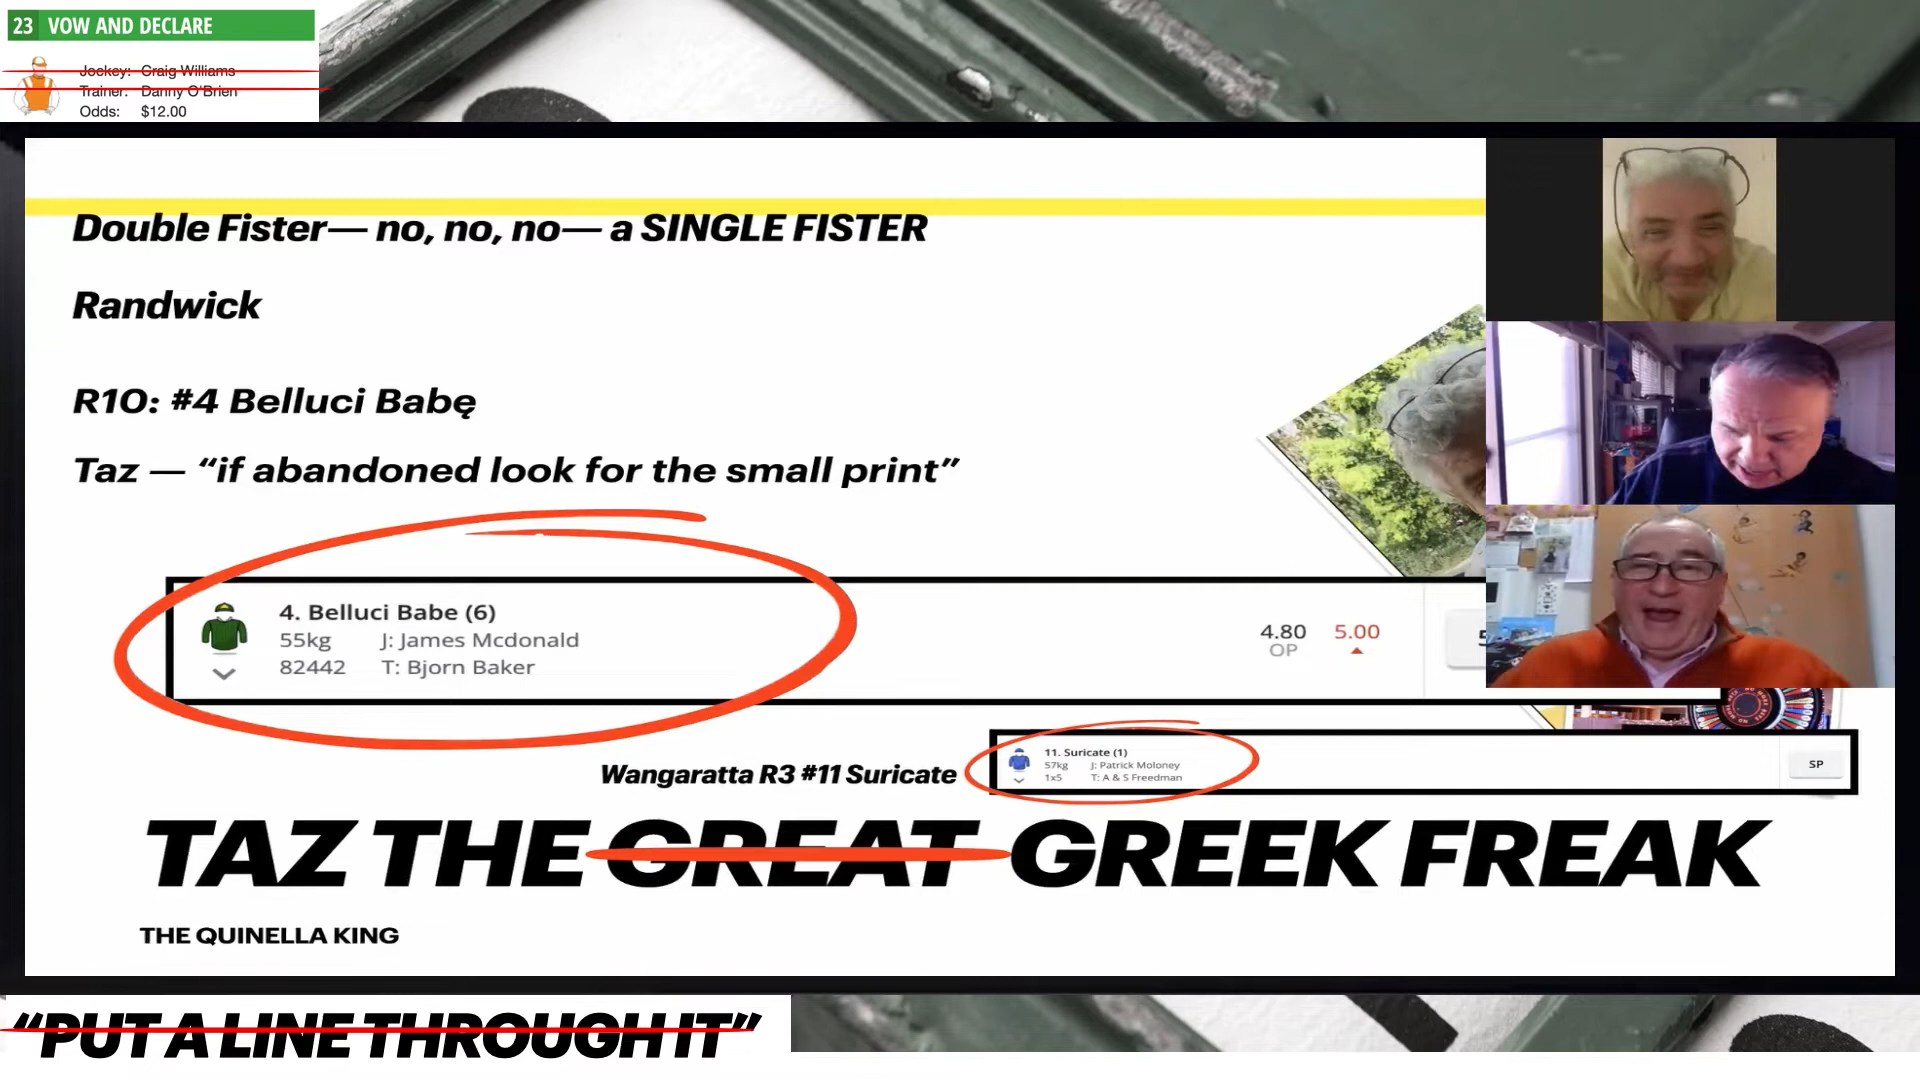 23 VOW AND DECLARE
Jockey: Craig Williams
Trainer: Danny O'Brien
Odds: $12.00
Double Fister— no, no, no— a SINGLE FISTER
Randwick
R10: #4 Belluci Babę
Taz — “if abandoned look for the small print”
4. Belluci Babe (6)
55kg J: James Mcdonald
82442 T: Bjorn Baker
4.80 5.00
OP
Wangaratta R3 #11 Suricate
11. Suricate (1)
57kg J: Patrick Moloney
1x5 T: A & S Freedman
SP
TAZ THE GREAT GREEK FREAK
THE QUINELLA KING
“PUT A LINE THROUGH IT”